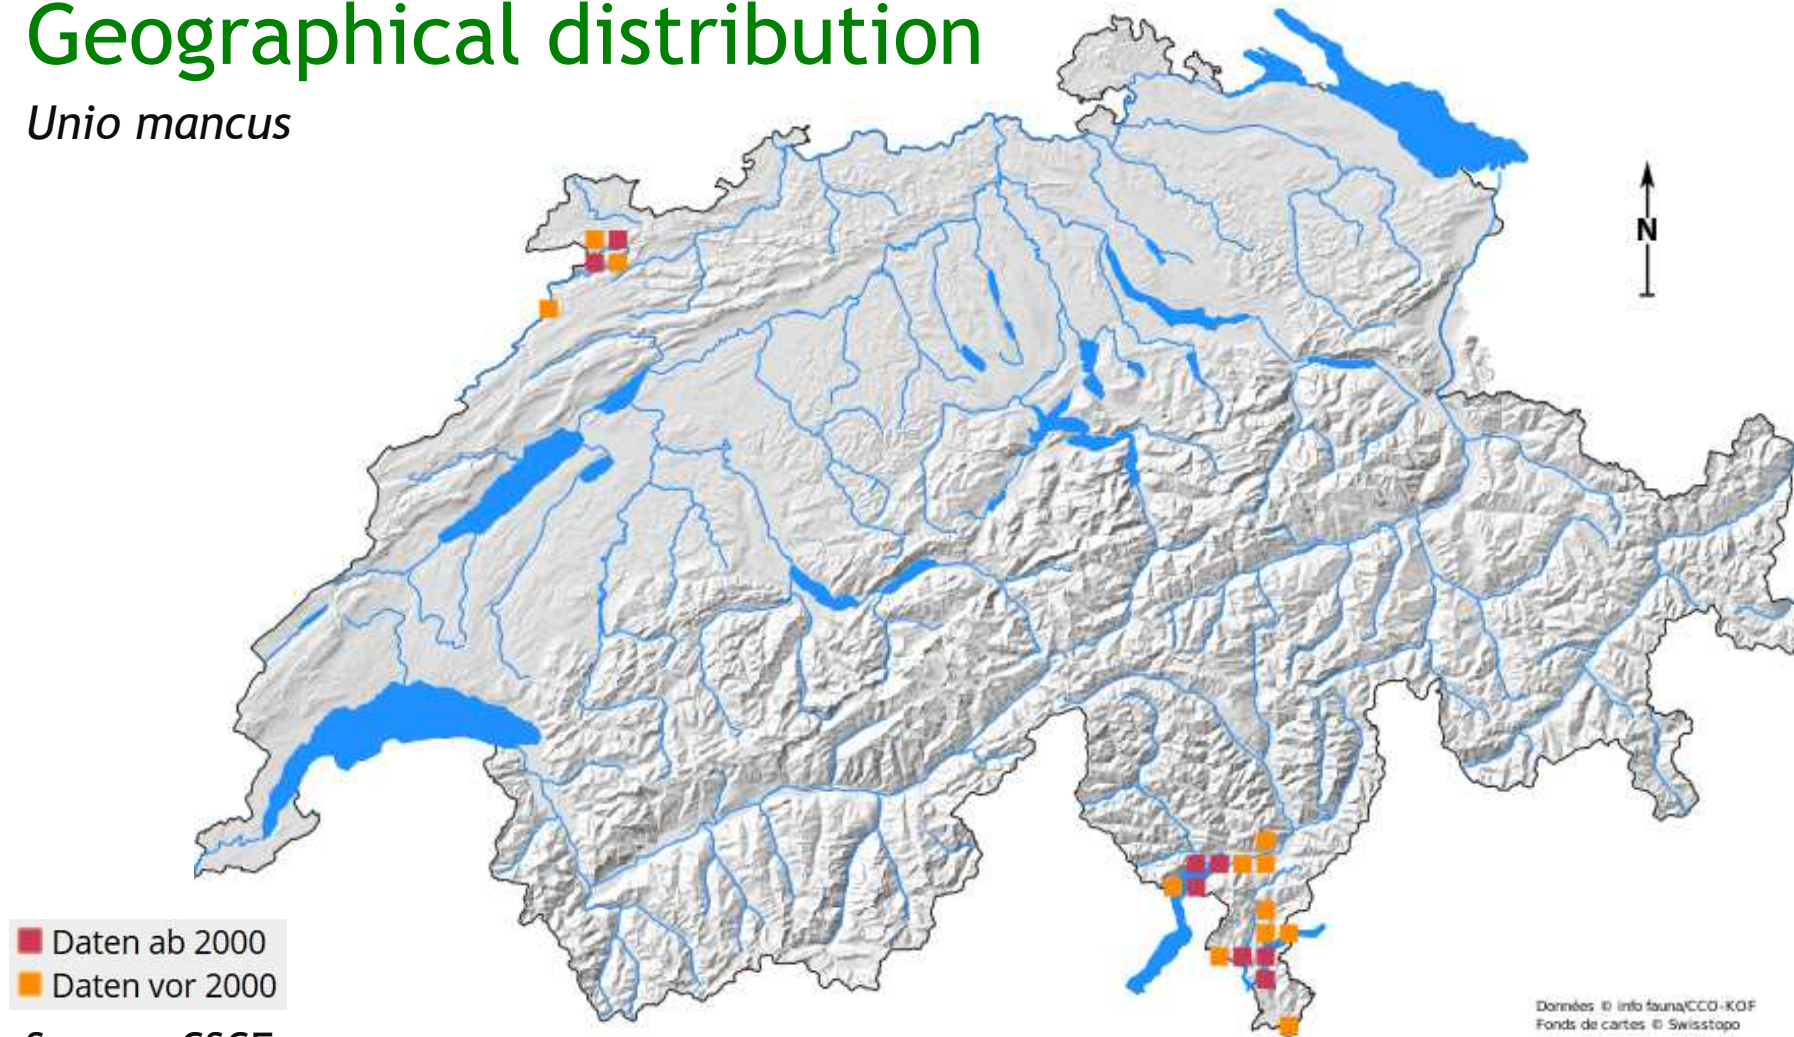 Geographical distribution
Unio mancus
N
Daten ab 2000
Daten vor 2000
Données © info fauna/CCO-KOF
Fonds de cartes © Swisstopo